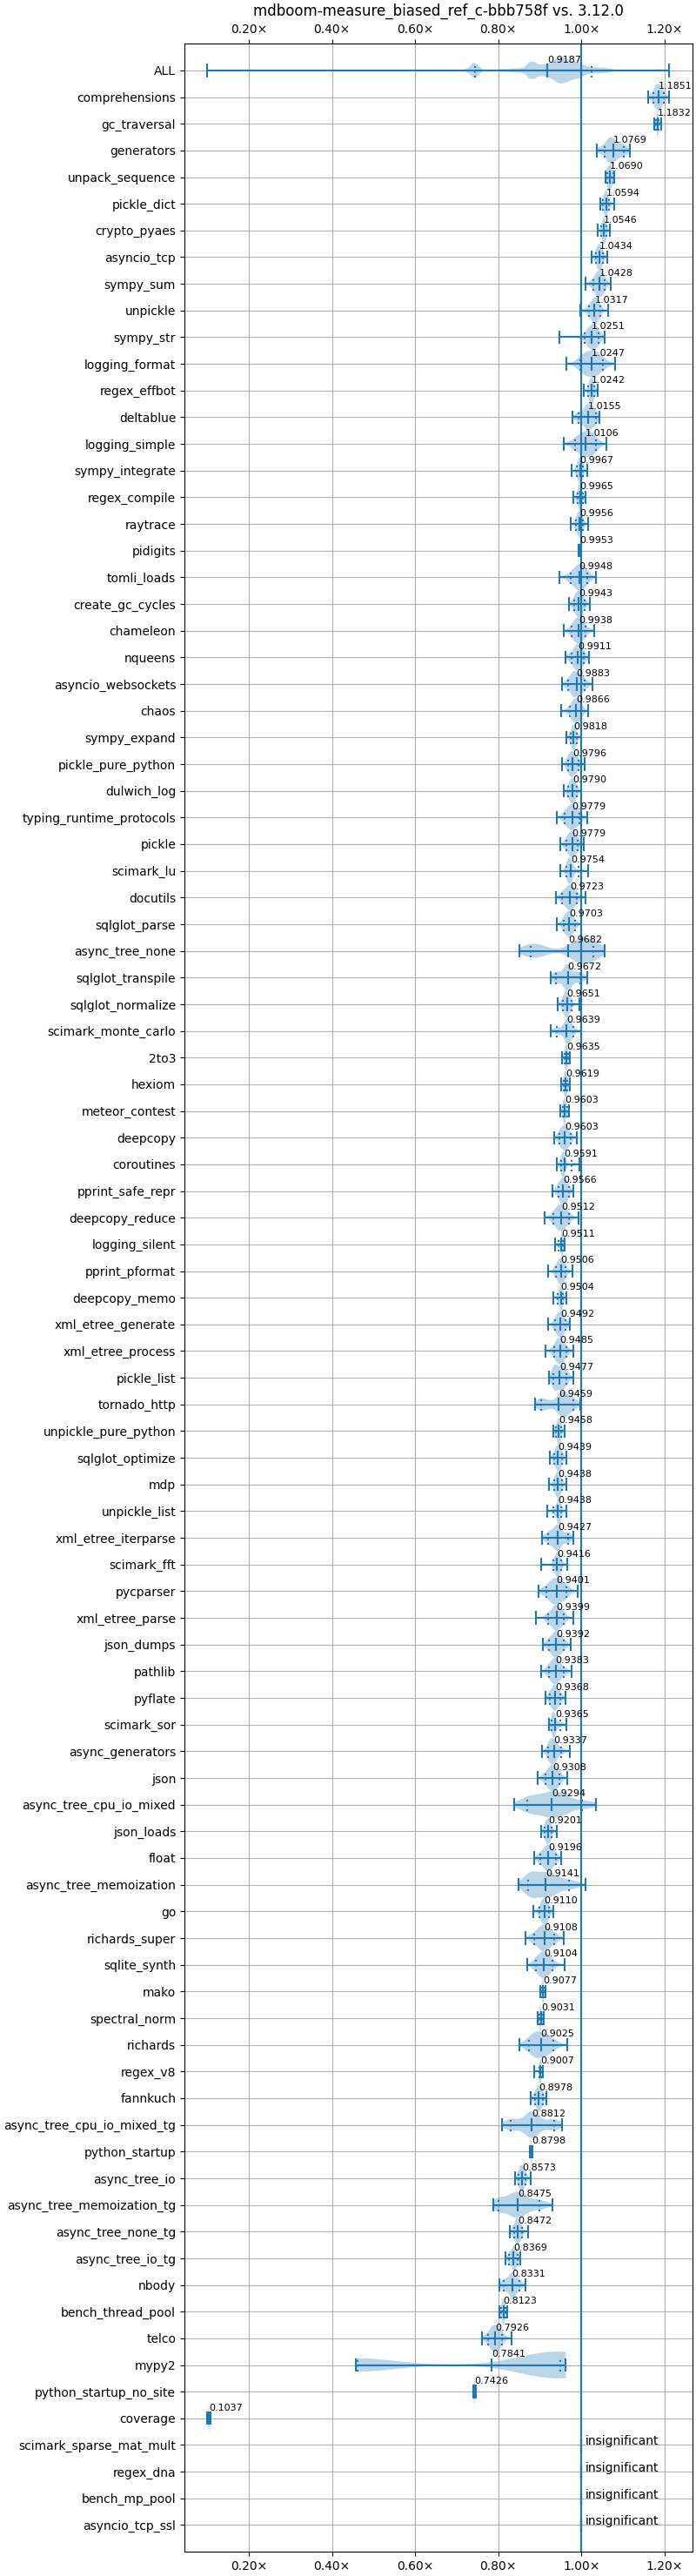 mdboom-measure_biased_ref_c-bbb758f vs. 3.12.0
0.20× 0.40× 0.60× 0.80× 1.00× 1.20×
ALL 0.9187
comprehensions 1.1851
gc_traversal 1.1832
generators 1.0769
unpack_sequence 1.0690
pickle_dict 1.0594
crypto_pyaes 1.0546
asyncio_tcp 1.0434
sympy_sum 1.0428
unpickle 1.0317
sympy_str 1.0251
logging_format 1.0247
regex_effbot 1.0242
deltablue 1.0155
logging_simple 1.0106
sympy_integrate 0.9967
regex_compile 0.9965
raytrace 0.9956
pidigits 0.9953
tomli_loads 0.9948
create_gc_cycles 0.9943
chameleon 0.9938
nqueens 0.9911
asyncio_websockets 0.9883
chaos 0.9866
sympy_expand 0.9818
pickle_pure_python 0.9796
dulwich_log 0.9790
typing_runtime_protocols 0.9779
pickle 0.9779
scimark_lu 0.9754
docutils 0.9723
sqlglot_parse 0.9703
async_tree_none 0.9682
sqlglot_transpile 0.9672
sqlglot_normalize 0.9651
scimark_monte_carlo 0.9639
2to3 0.9635
hexiom 0.9619
meteor_contest 0.9603
deepcopy 0.9603
coroutines 0.9591
pprint_safe_repr 0.9566
deepcopy_reduce 0.9512
logging_silent 0.9511
pprint_pformat 0.9506
deepcopy_memo 0.9504
xml_etree_generate 0.9492
xml_etree_process 0.9485
pickle_list 0.9477
tornado_http 0.9459
unpickle_pure_python 0.9458
sqlglot_optimize 0.9439
mdp 0.9438
unpickle_list 0.9438
xml_etree_iterparse 0.9427
scimark_fft 0.9416
pycparser 0.9401
xml_etree_parse 0.9399
json_dumps 0.9392
pathlib 0.9383
pyflate 0.9368
scimark_sor 0.9365
async_generators 0.9337
json 0.9308
async_tree_cpu_io_mixed 0.9294
json_loads 0.9201
float 0.9196
async_tree_memoization 0.9141
go 0.9110
richards_super 0.9108
sqlite_synth 0.9104
mako 0.9077
spectral_norm 0.9031
richards 0.9025
regex_v8 0.9007
fannkuch 0.8978
async_tree_cpu_io_mixed_tg 0.8812
python_startup 0.8798
async_tree_io 0.8573
async_tree_memoization_tg 0.8475
async_tree_none_tg 0.8472
async_tree_io_tg 0.8369
nbody 0.8331
bench_thread_pool 0.8123
telco 0.7926
mypy2 0.7841
python_startup_no_site 0.7426
coverage 0.1037
scimark_sparse_mat_mult insignificant
regex_dna insignificant
bench_mp_pool insignificant
asyncio_tcp_ssl insignificant
0.20× 0.40× 0.60× 0.80× 1.00× 1.20×